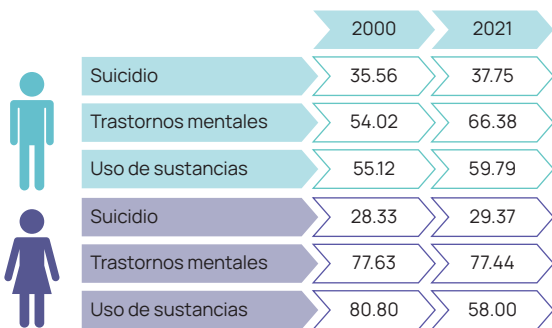 2000 2021
Suicidio 35.56 37.75
Trastornos mentales 54.02 66.38
Uso de sustancias 55.12 59.79
Suicidio 28.33 29.37
Trastornos mentales 77.63 77.44
Uso de sustancias 80.80 58.00